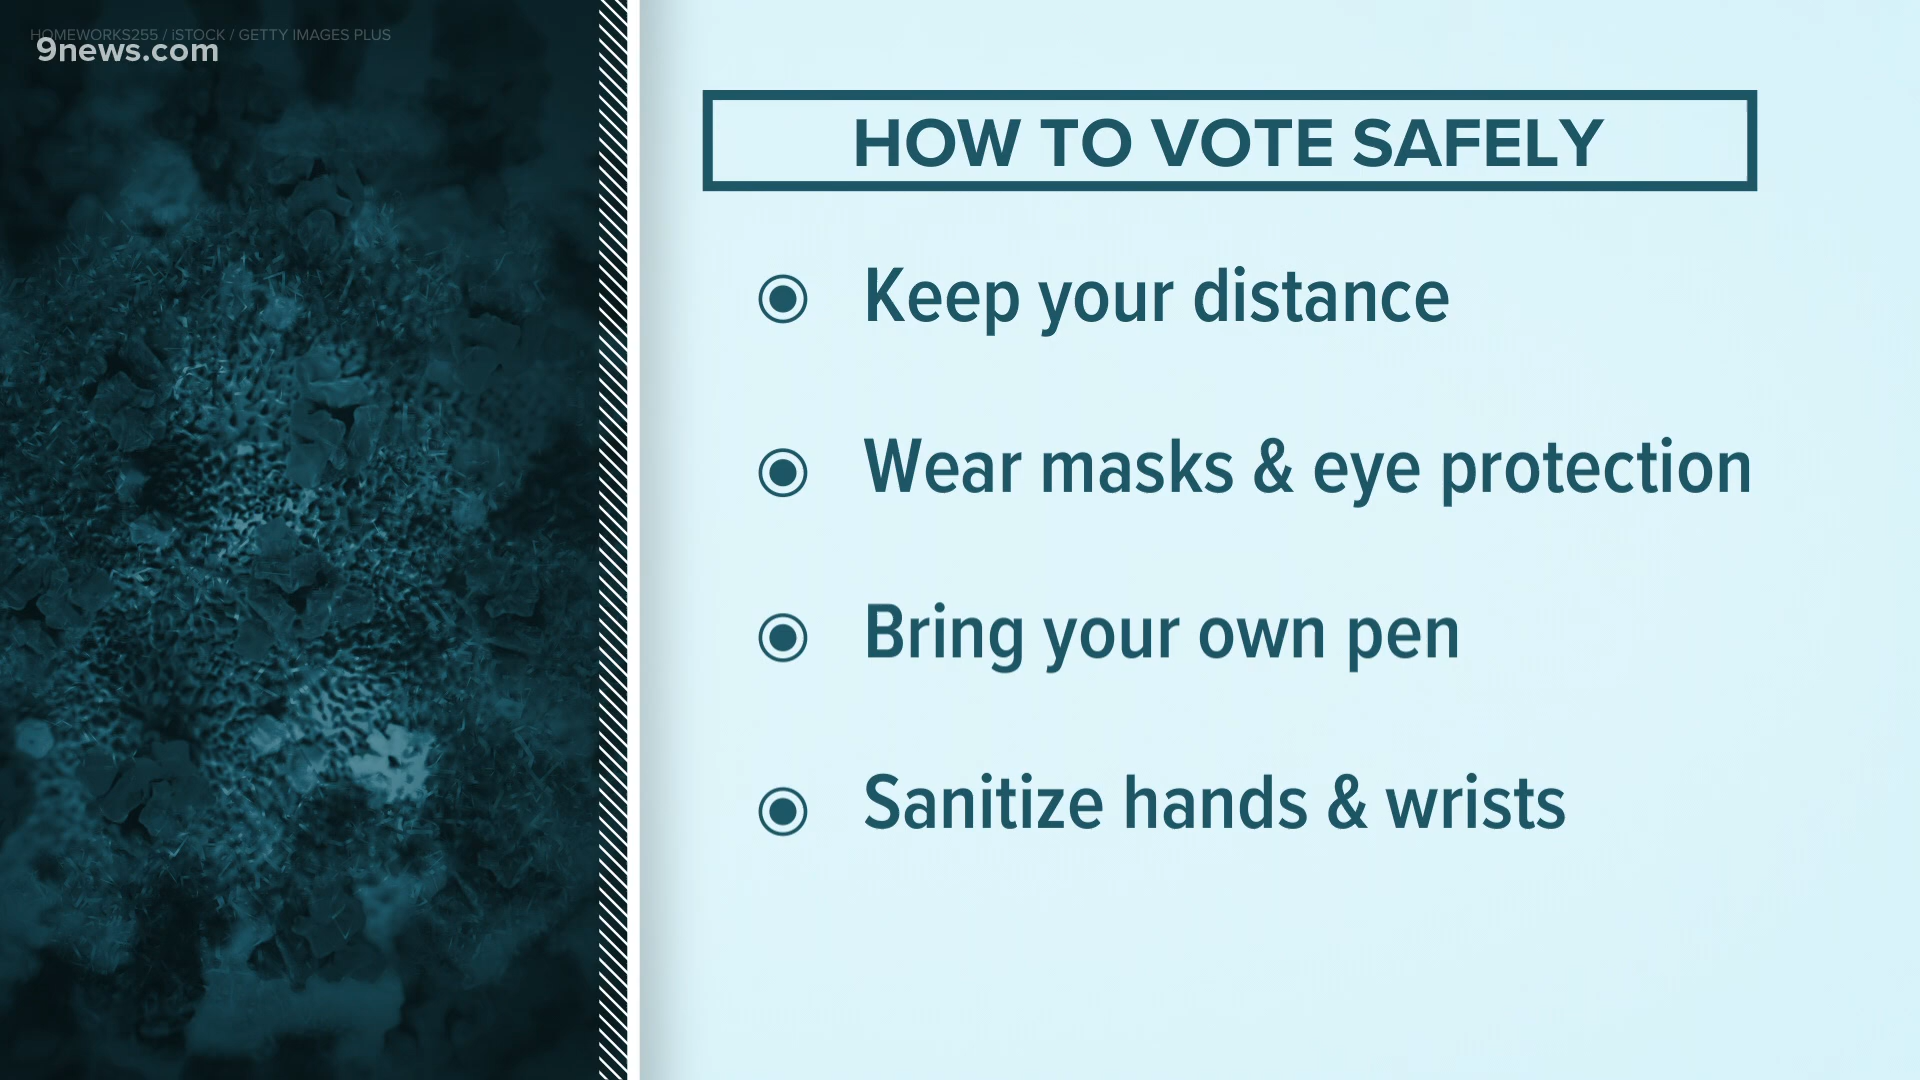 HOMEWORKS255 / iSTOCK / GETTY IMAGES PLUS
9news.com
HOW TO VOTE SAFELY
Keep your distance
Wear masks & eye protection
Bring your own pen
Sanitize hands & wrists